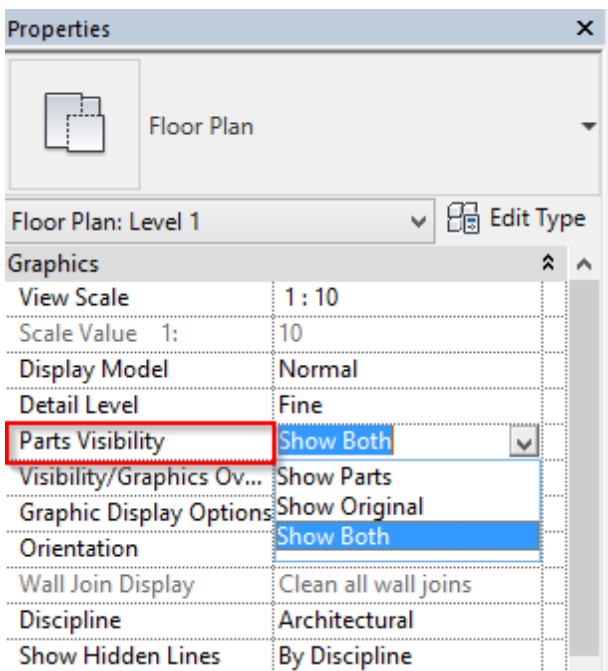 Properties
Floor Plan
Floor Plan: Level 1 Edit Type
Graphics
View Scale 1 : 10
Scale Value 1: 10
Display Model Normal
Detail Level Fine
Parts Visibility Show Both
Visibility/Graphics Ov... Show Parts
Graphic Display Options Show Original
Orientation Show Both
Wall Join Display Clean all wall joins
Discipline Architectural
Show Hidden Lines By Discipline